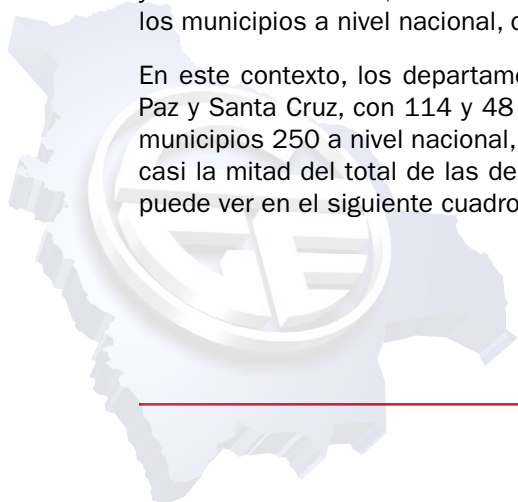 los municipios a nivel nacional,
En este contexto, los
Paz y Santa Cruz, con 114 y 48
municipios 250 a nivel nacional,
casi la mitad del total de las
puede ver en el siguiente cuadro